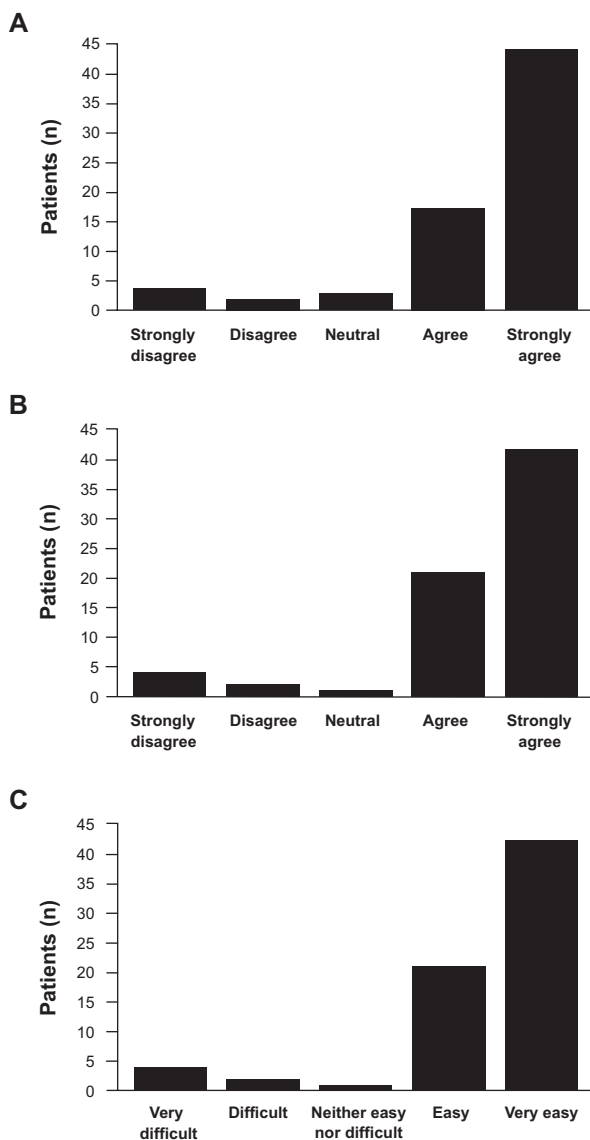 A
Patients (n)
45
40
35
30
25
20
15
10
5
0
Strongly disagree
Disagree
Neutral
Agree
Strongly agree
B
Patients (n)
45
40
35
30
25
20
15
10
5
0
Strongly disagree
Disagree
Neutral
Agree
Strongly agree
C
Patients (n)
45
40
35
30
25
20
15
10
5
0
Very difficult
Difficult
Neither easy nor difficult
Easy
Very easy